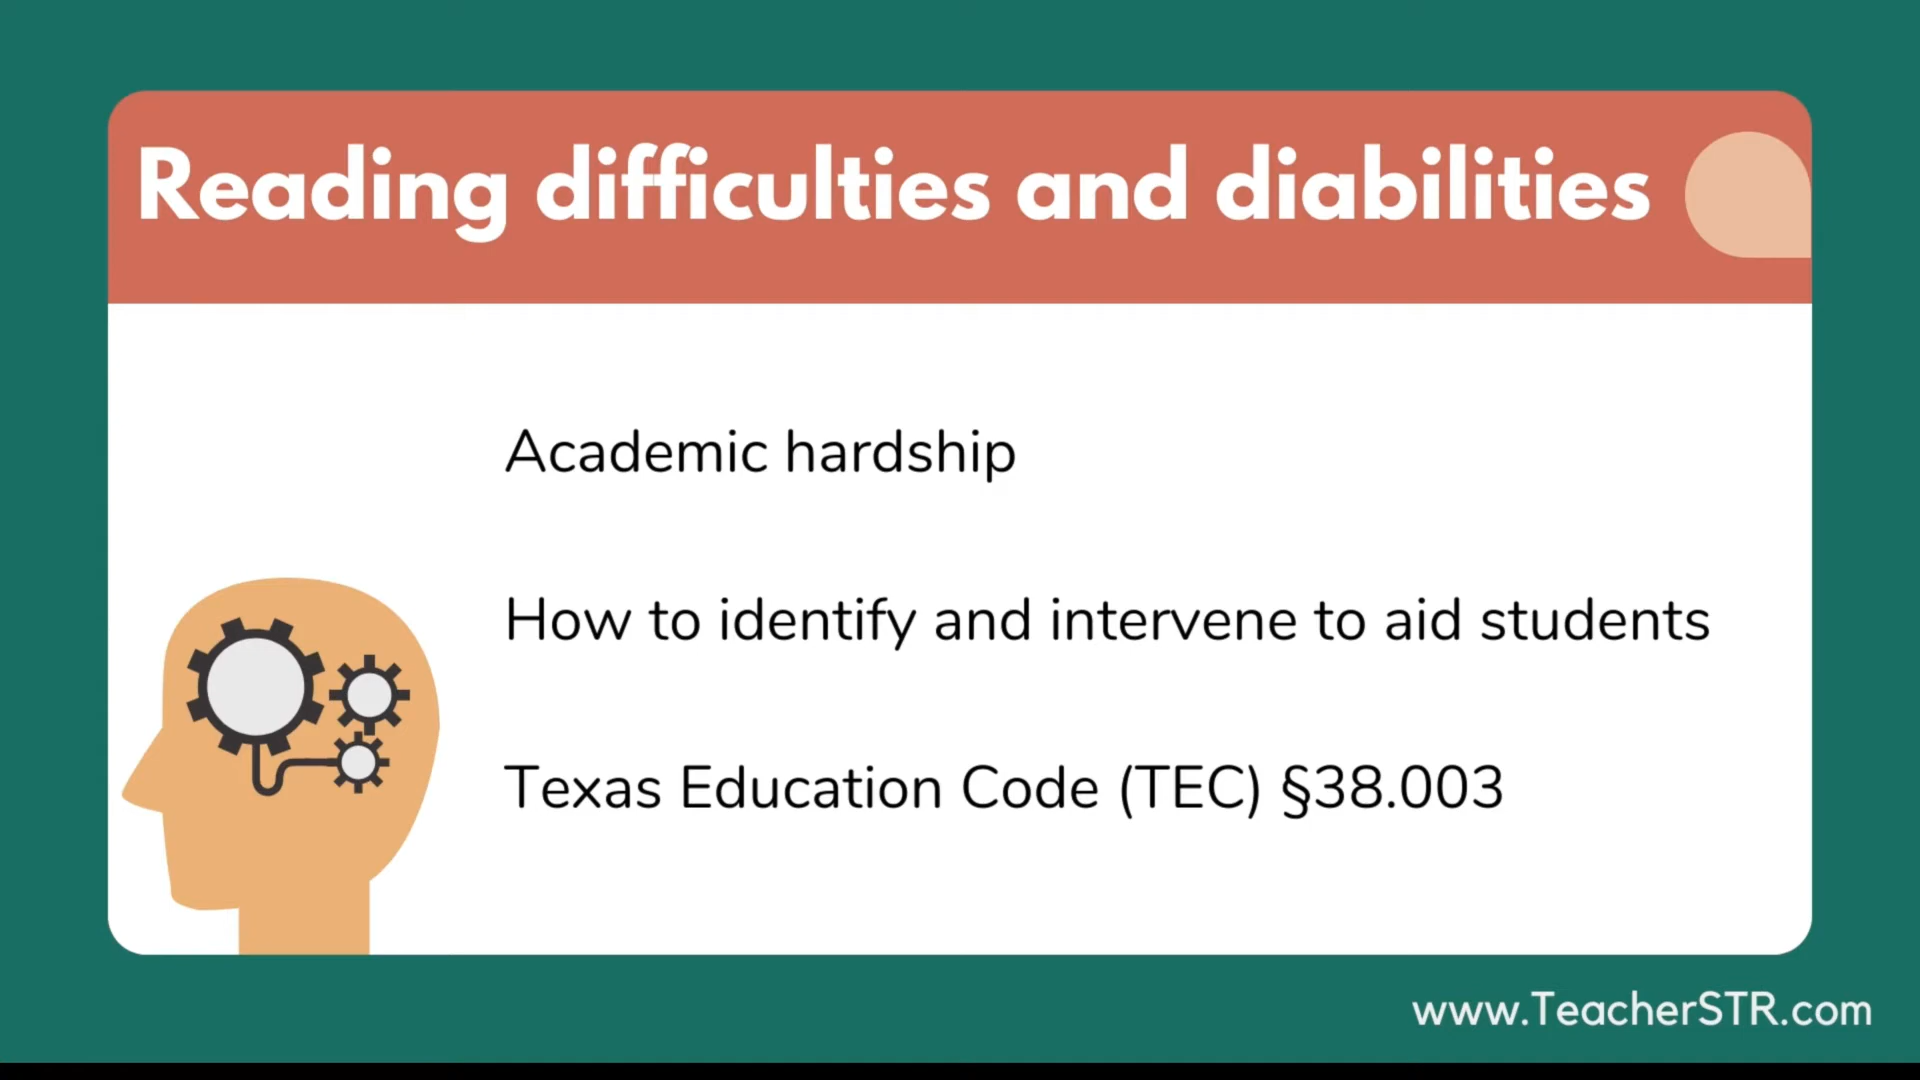 Reading difficulties and diabilities
Academic hardship
How to identify and intervene to aid students
Texas Education Code (TEC) §38.003
www.TeacherSTR.com